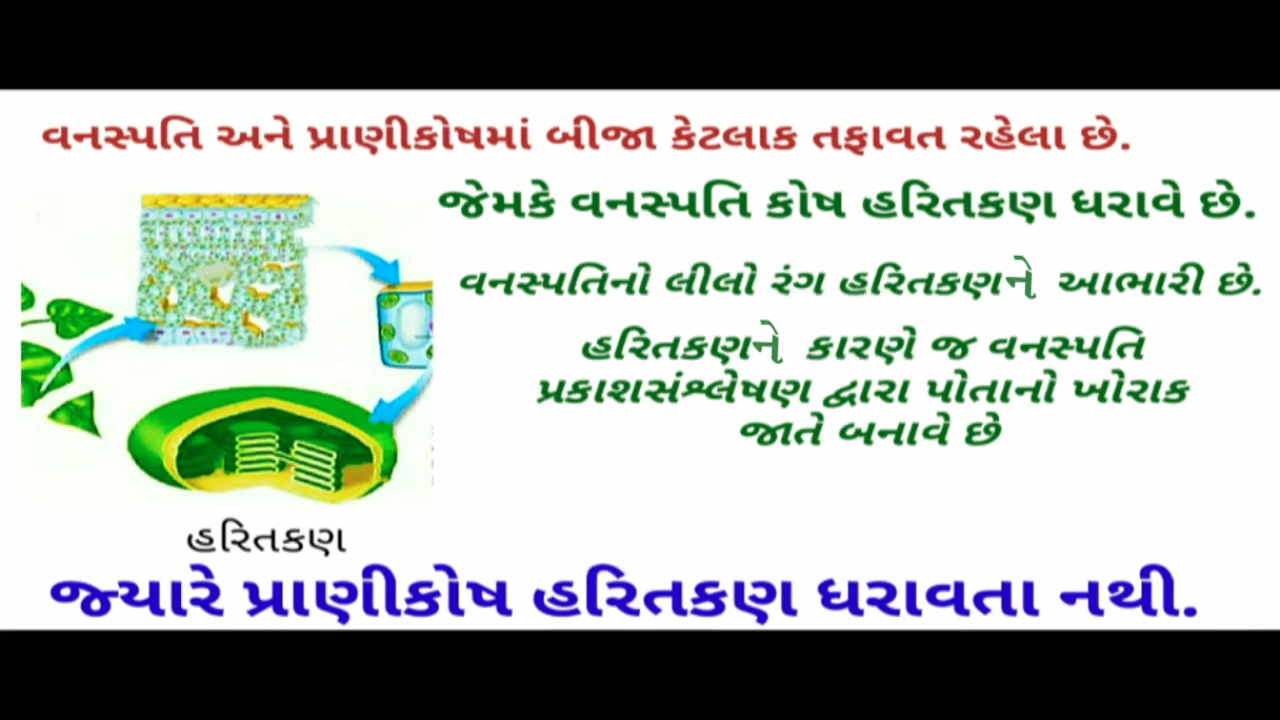 વનસ્પતિ અને પ્રાણીકોષમાં બીજા કેટલાક તફાવત રહેલા છે.
જેમકે વનસ્પતિ કોષ હરિતકણ ધરાવે છે.
વનસ્પતિનો લીલો રંગ હરિતકણને આભારી છે.
હરિતકણને કારણે જ વનસ્પતિ
પ્રકાશસંશ્લેષણ દ્વારા પોતાનો ખોરાક
જાતે બનાવે છે
હરિતકણ
જ્યારે પ્રાણીકોષ હરિતકણ ધરાવતા નથી.